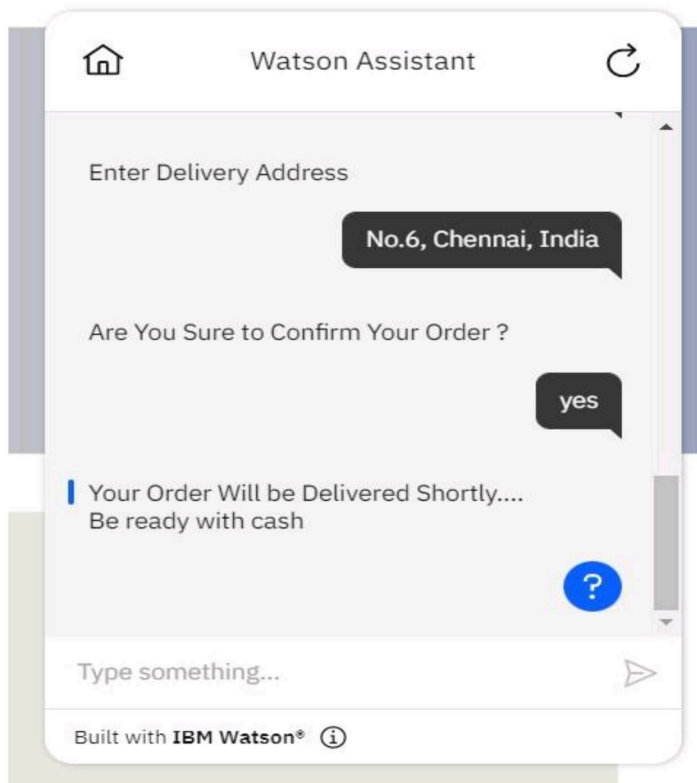 Watson Assistant
Enter Delivery Address
No.6, Chennai, India
Are You Sure to Confirm Your Order ?
yes
Your Order Will be Delivered Shortly....
Be ready with cash
?
Type something...
Built with IBM Watson®